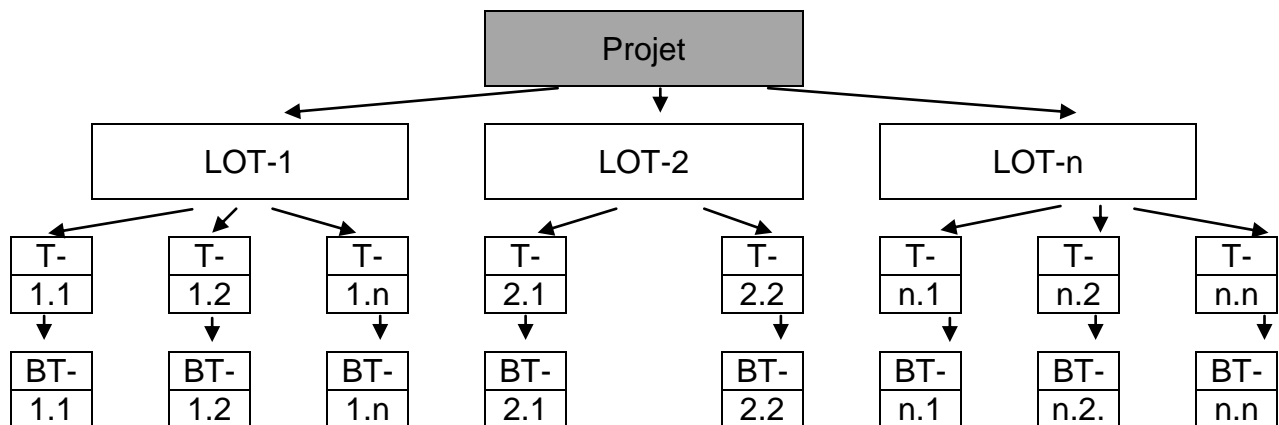 Projet
LOT-1 LOT-2 LOT-n
T- T- T- T- T- T- T- T-
1.1 1.2 1.n 2.1 2.2 n.1 n.2 n.n
BT- BT- BT- BT- BT- BT- BT- BT-
1.1 1.2 1.n 2.1 2.2 n.1 n.2. n.n